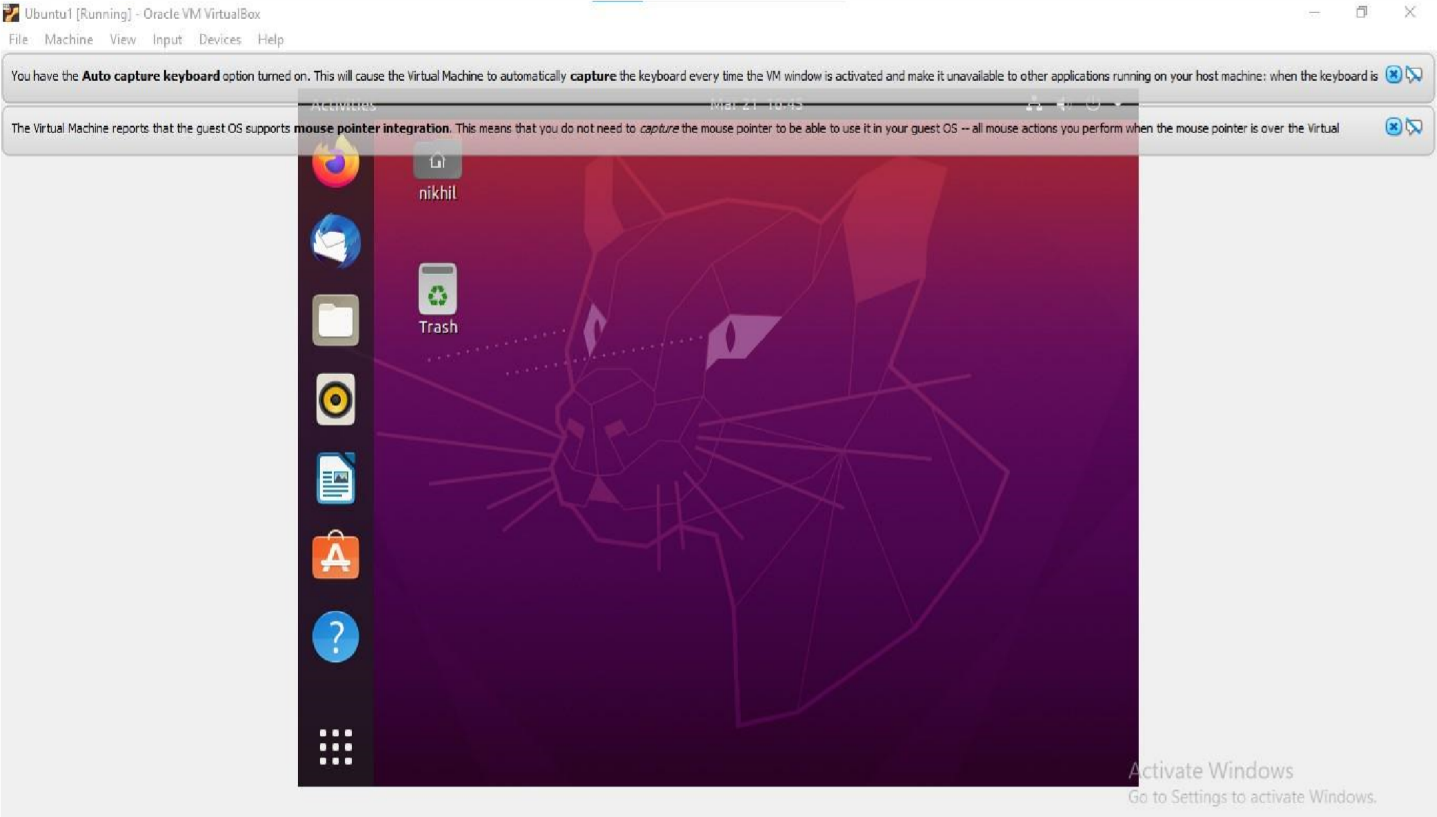 Ubuntu1 [Running] - Oracle VM VirtualBox
File Machine View Input Devices Help
You have the Auto capture keyboard option turned on. This will cause the Virtual Machine to automatically capture the keyboard every time the VM window is activated and make it unavailable to other applications running on your host machine: when the keyboard is
Activities Mar 21 16:45
The Virtual Machine reports that the guest OS supports mouse pointer integration. This means that you do not need to capture the mouse pointer to be able to use it in your guest OS -- all mouse actions you perform when the mouse pointer is over the Virtual
nikhil
Trash
Activate Windows
Go to Settings to activate Windows.